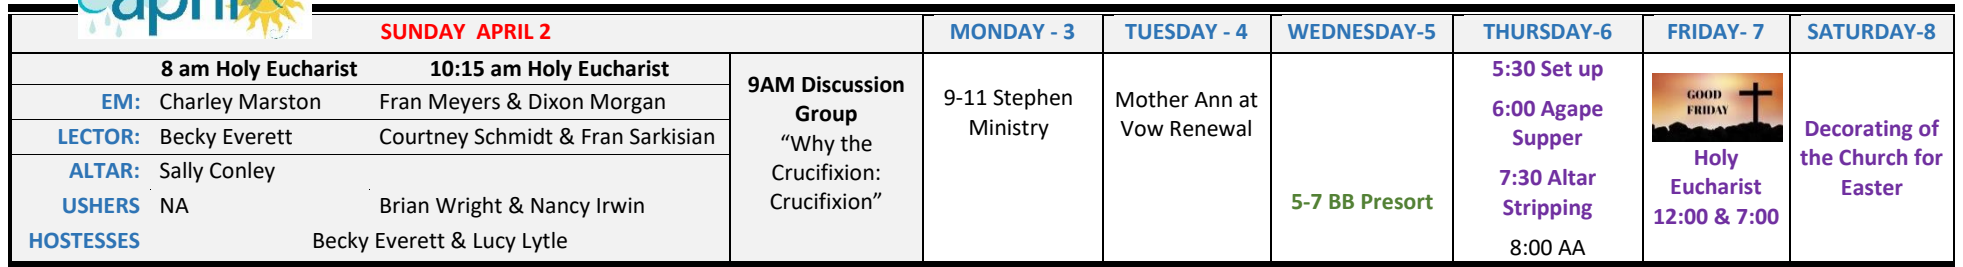 april
SUNDAY APRIL 2 MONDAY - 3 TUESDAY - 4 WEDNESDAY-5 THURSDAY-6 FRIDAY- 7 SATURDAY-8
8 am Holy Eucharist 10:15 am Holy Eucharist
EM: Charley Marston Fran Meyers & Dixon Morgan
LECTOR: Becky Everett Courtney Schmidt & Fran Sarkisian
ALTAR: Sally Conley
USHERS NA Brian Wright & Nancy Irwin
HOSTESSES Becky Everett & Lucy Lytle
9AM Discussion
Group
“Why the
Crucifixion:
Crucifixion”
9-11 Stephen
Ministry
Mother Ann at
Vow Renewal
5-7 BB Presort
5:30 Set up
6:00 Agape
Supper
7:30 Altar
Stripping
8:00 AA
GOOD
FRIDAY
Holy
Eucharist
12:00 & 7:00
Decorating of
the Church for
Easter